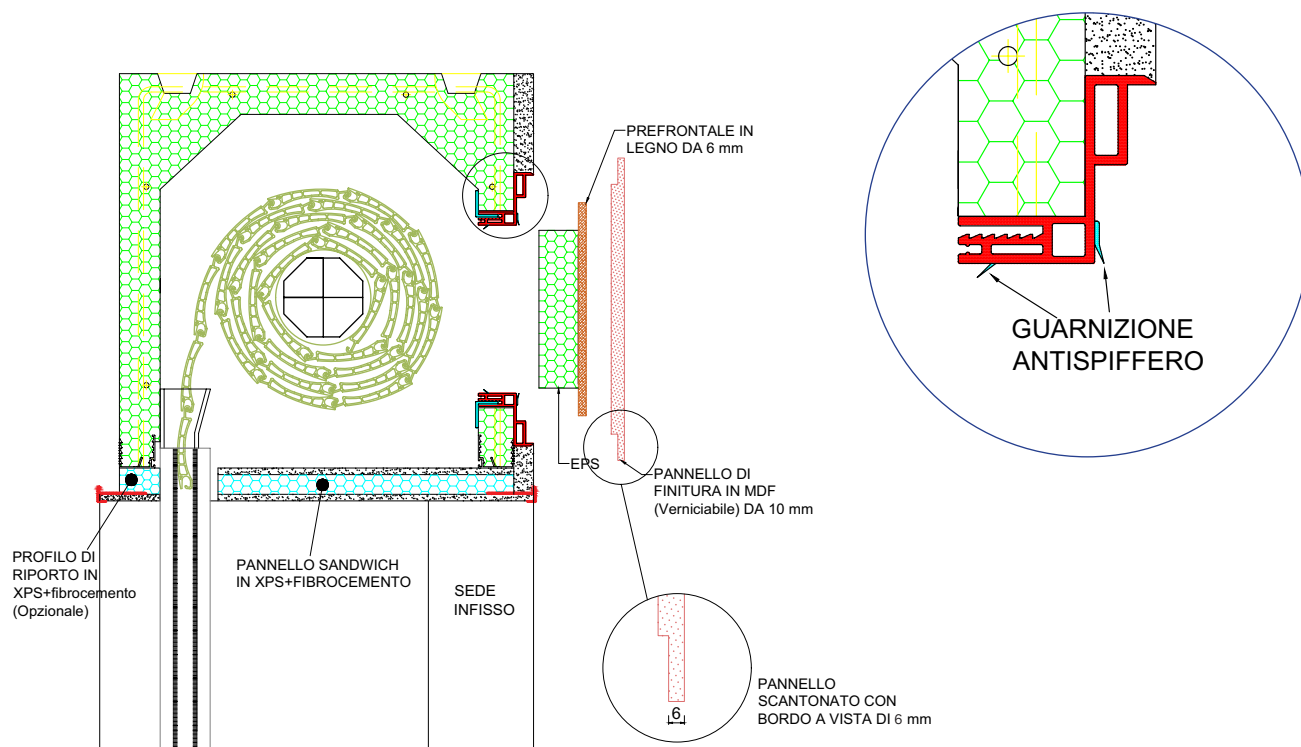 PREFRONTALE IN
LEGNO DA 6 mm
GUARNIZIONE
ANTISPIFFERO
EPS
PANNELLO DI
FINITURA IN MDF
(Verniciabile) DA 10 mm
PROFILO DI
RIPORTO IN
XPS+fibrocemento
(Opzionale)
PANNELLO SANDWICH
IN XPS+FIBROCEMENTO
SEDE
INFISSO
6
PANNELLO
SCANTONATO CON
BORDO A VISTA DI 6 mm